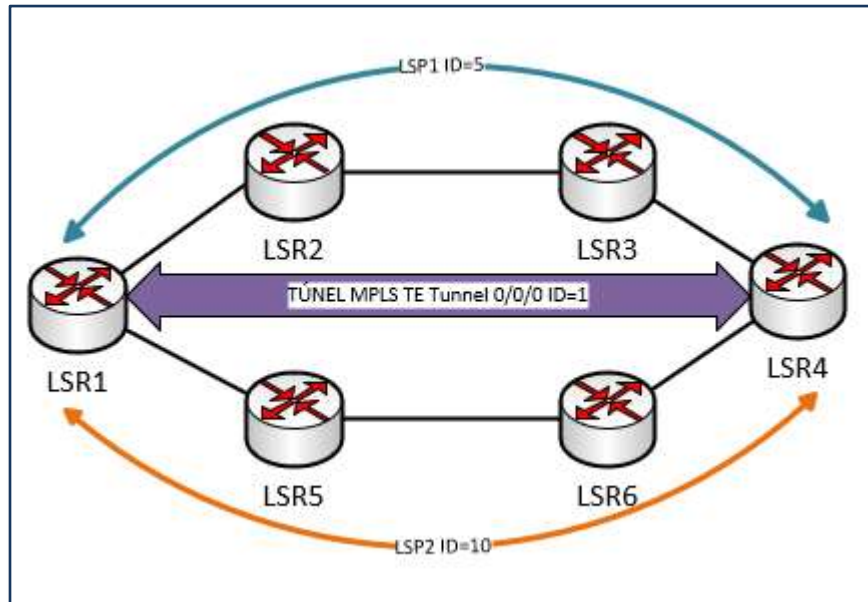 LSP1 ID=5
LSR2
LSR3
TÚNEL MPLS TE Tunnel 0/0/0 ID=1
LSR1
LSR4
LSR5
LSR6
LSP2 ID=10